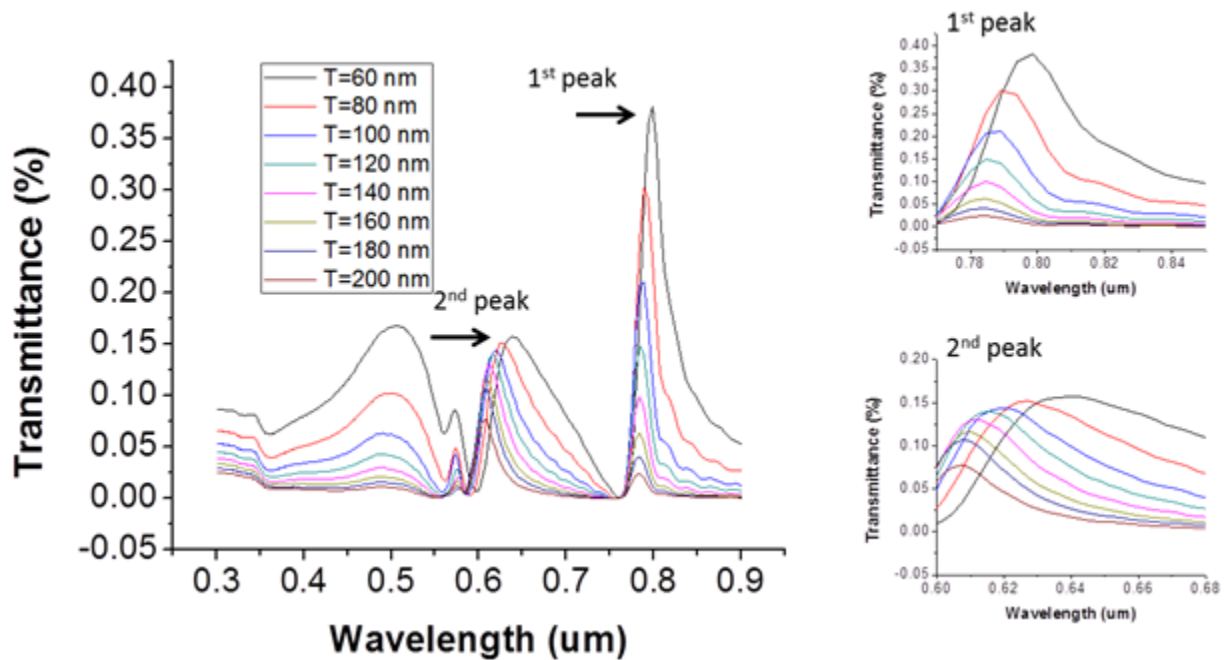 Transmittance (%)
0.40
0.35
0.30
0.25
0.20
0.15
0.10
0.05
0.00
-0.05
T=60 nm
T=80 nm
T=100 nm
T=120 nm
T=140 nm
T=160 nm
T=180 nm
T=200 nm
1st peak
2nd peak
0.3 0.4 0.5 0.6 0.7 0.8 0.9
Wavelength (um)
1st peak
Transmittance (%)
0.40
0.35
0.30
0.25
0.20
0.15
0.10
0.05
0.00
-0.05
0.78 0.80 0.82 0.84
Wavelength (um)
2nd peak
Transmittance (%)
0.20
0.15
0.10
0.05
0.00
-0.05
0.60 0.62 0.64 0.66 0.68
Wavelength (um)